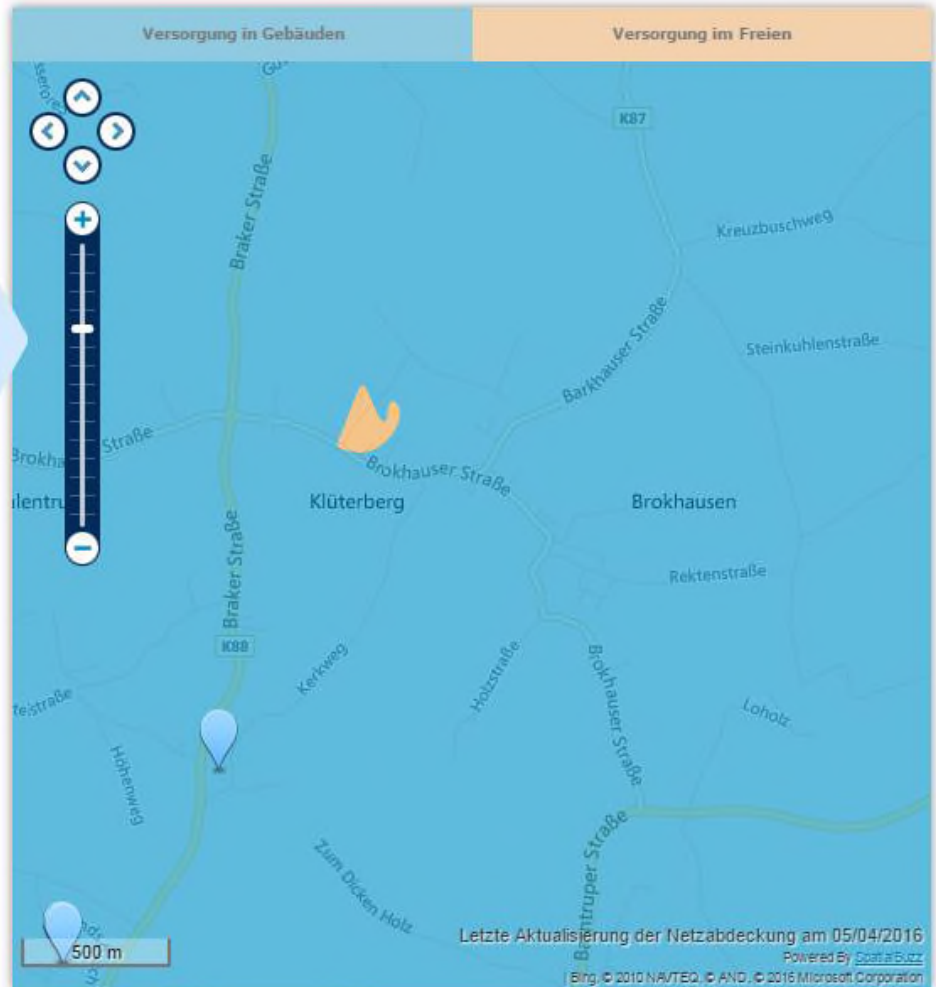 Versorgung in Gebäuden
Versorgung im Freien
K87
Braker Straße
Kreuzbuschweg
Steinkuhlenstraße
Barkhauser Straße
Straße
Brokha
Brokhauser Straße
lentru
Klüterberg
Brokhausen
Rektenstraße
Braker Straße
K88
Kerkweg
Holzstraße
Brokhauser Straße
Loholz
Höhenweg
Zum Dicken Holz
500 m
Letzte Aktualisierung der Netzabdeckung am 05/04/2016
Powered By SpatialBuzz
| Bing, © 2010 NAVTEQ, © AND, © 2016 Microsoft Corporation